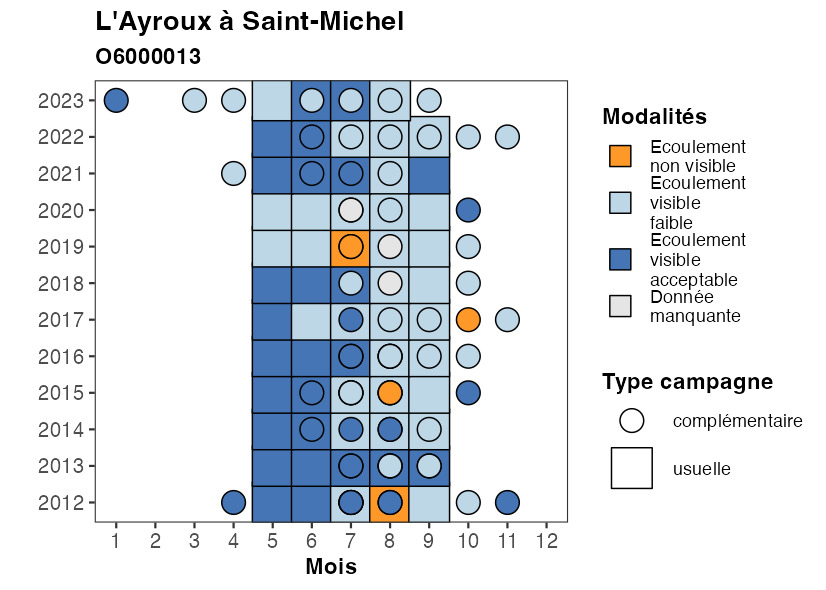 L'Ayroux à Saint-Michel
O6000013
2023
2022
2021
2020
2019
2018
2017
2016
2015
2014
2013
2012
1 2 3 4 5 6 7 8 9 10 11 12
Mois
Modalités
Ecoulement
non visible
Ecoulement
visible
faible
Ecoulement
visible
acceptable
Donnée
manquante
Type campagne
complémentaire
usuelle